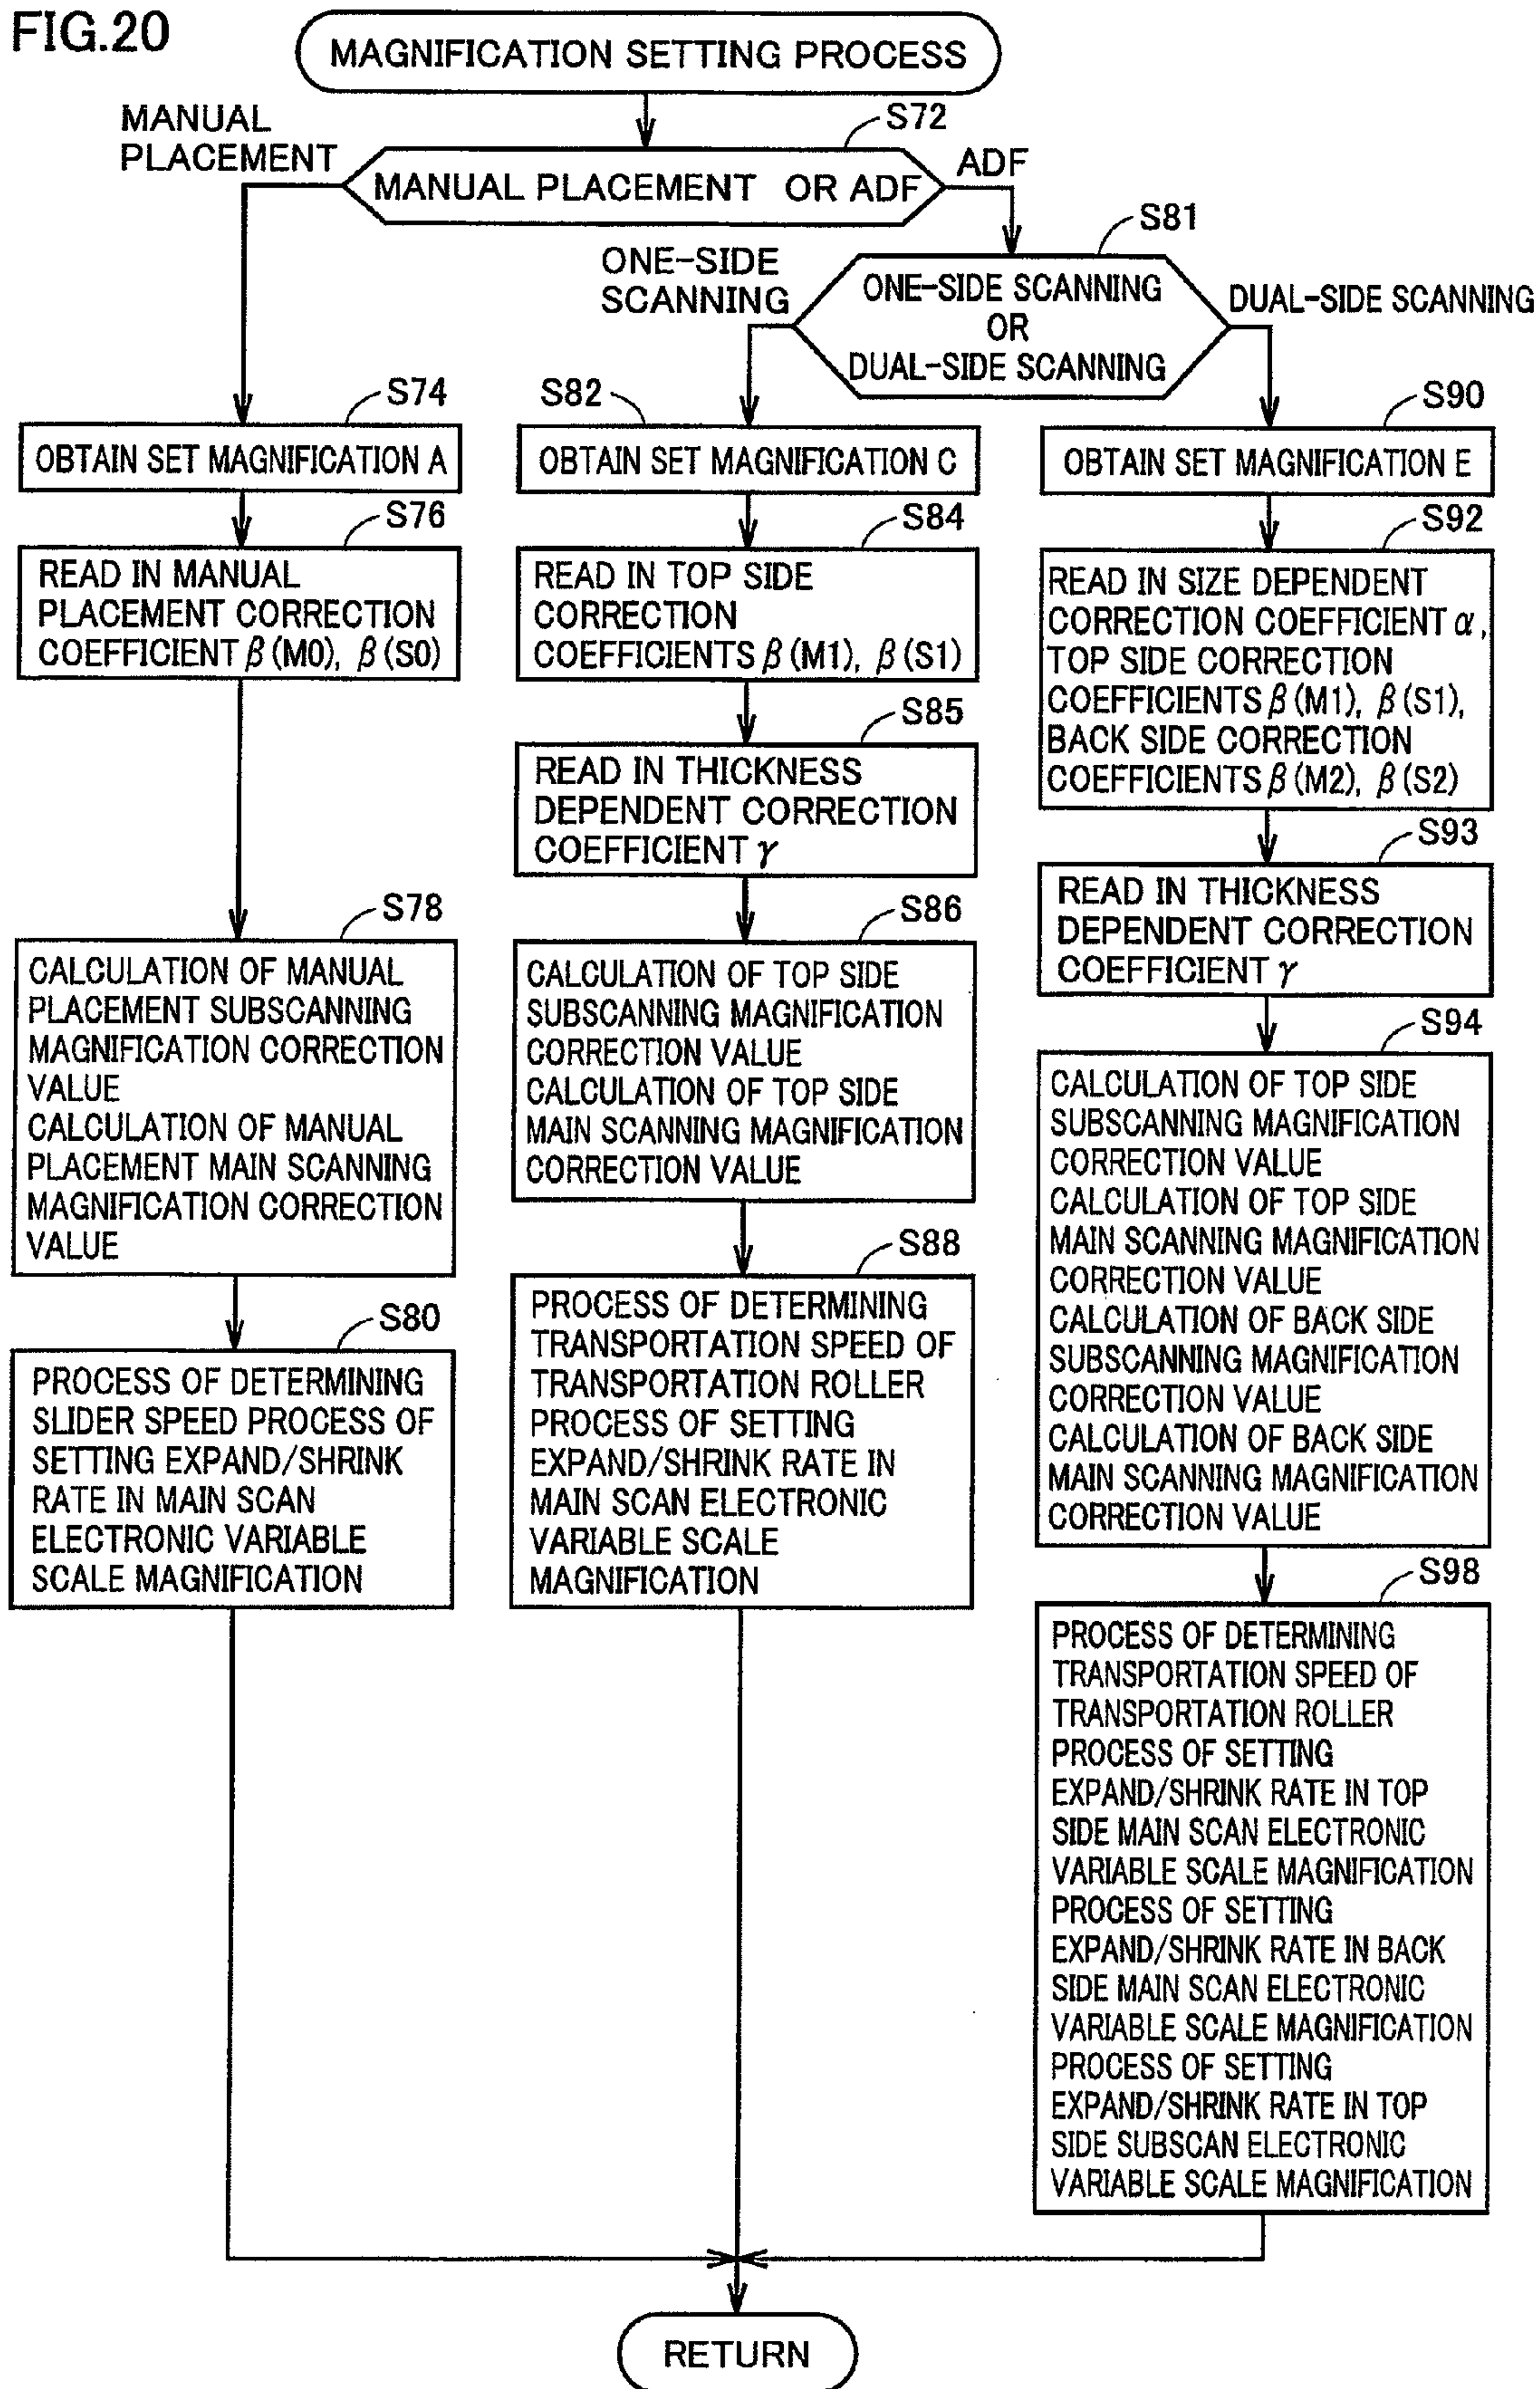 FIG.20
MAGNIFICATION SETTING PROCESS
S72
MANUAL
PLACEMENT
MANUAL PLACEMENT OR ADF
ADF
S81
ONE-SIDE
SCANNING
ONE-SIDE SCANNING
OR
DUAL-SIDE SCANNING
DUAL-SIDE SCANNING
S74
OBTAIN SET MAGNIFICATION A
S76
READ IN MANUAL
PLACEMENT CORRECTION
COEFFICIENT β(M0), β(S0)
S78
CALCULATION OF MANUAL
PLACEMENT SUBSCANNING
MAGNIFICATION CORRECTION
VALUE
CALCULATION OF MANUAL
PLACEMENT MAIN SCANNING
MAGNIFICATION CORRECTION
VALUE
S80
PROCESS OF DETERMINING
SLIDER SPEED PROCESS OF
SETTING EXPAND/SHRINK
RATE IN MAIN SCAN
ELECTRONIC VARIABLE
SCALE MAGNIFICATION
S82
OBTAIN SET MAGNIFICATION C
S84
READ IN TOP SIDE
CORRECTION
COEFFICIENTS β(M1), β(S1)
S85
READ IN THICKNESS
DEPENDENT CORRECTION
COEFFICIENT γ
S86
CALCULATION OF TOP SIDE
SUBSCANNING MAGNIFICATION
CORRECTION VALUE
CALCULATION OF TOP SIDE
MAIN SCANNING MAGNIFICATION
CORRECTION VALUE
S88
PROCESS OF DETERMINING
TRANSPORTATION SPEED OF
TRANSPORTATION ROLLER
PROCESS OF SETTING
EXPAND/SHRINK RATE IN
MAIN SCAN ELECTRONIC
VARIABLE SCALE
MAGNIFICATION
S90
OBTAIN SET MAGNIFICATION E
S92
READ IN SIZE DEPENDENT
CORRECTION COEFFICIENT α,
TOP SIDE CORRECTION
COEFFICIENTS β(M1), β(S1),
BACK SIDE CORRECTION
COEFFICIENTS β(M2), β(S2)
S93
READ IN THICKNESS
DEPENDENT CORRECTION
COEFFICIENT γ
S94
CALCULATION OF TOP SIDE
SUBSCANNING MAGNIFICATION
CORRECTION VALUE
CALCULATION OF TOP SIDE
MAIN SCANNING MAGNIFICATION
CORRECTION VALUE
CALCULATION OF BACK SIDE
SUBSCANNING MAGNIFICATION
CORRECTION VALUE
CALCULATION OF BACK SIDE
MAIN SCANNING MAGNIFICATION
CORRECTION VALUE
S98
PROCESS OF DETERMINING
TRANSPORTATION SPEED OF
TRANSPORTATION ROLLER
PROCESS OF SETTING
EXPAND/SHRINK RATE IN TOP
SIDE MAIN SCAN ELECTRONIC
VARIABLE SCALE MAGNIFICATION
PROCESS OF SETTING
EXPAND/SHRINK RATE IN BACK
SIDE MAIN SCAN ELECTRONIC
VARIABLE SCALE MAGNIFICATION
PROCESS OF SETTING
EXPAND/SHRINK RATE IN TOP
SIDE SUBSCAN ELECTRONIC
VARIABLE SCALE MAGNIFICATION
RETURN